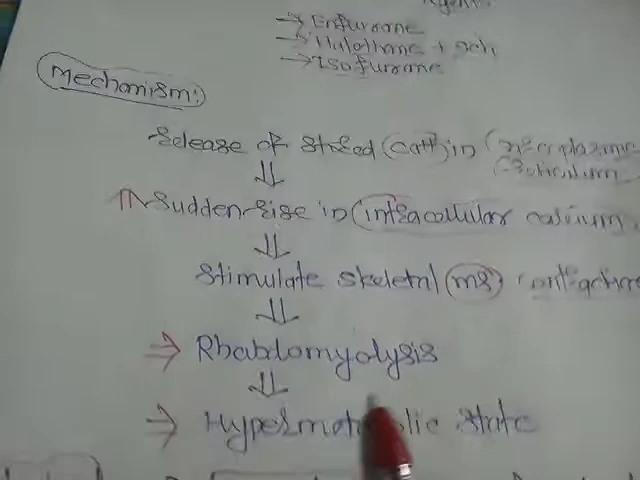 → Enflurane
→ Halothane + sch
→ Isoflurane
Mechanism:
Release of stored (ca++) in (
↓
↑ Sudden rise in intracellular calcium.
↓
Stimulate skeletal (ms)
↓
⇒ Rhabdomyolysis
↓
⇒ Hypermetabolic state